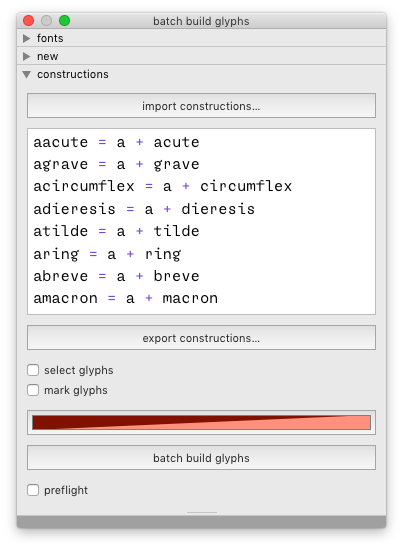 batch build glyphs
fonts
new
constructions
import constructions...
aacute = a + acute
agrave = a + grave
acircumflex = a + circumflex
adieresis = a + dieresis
atilde = a + tilde
aring = a + ring
abreve = a + breve
amacron = a + macron
export constructions...
select glyphs
mark glyphs
batch build glyphs
preflight